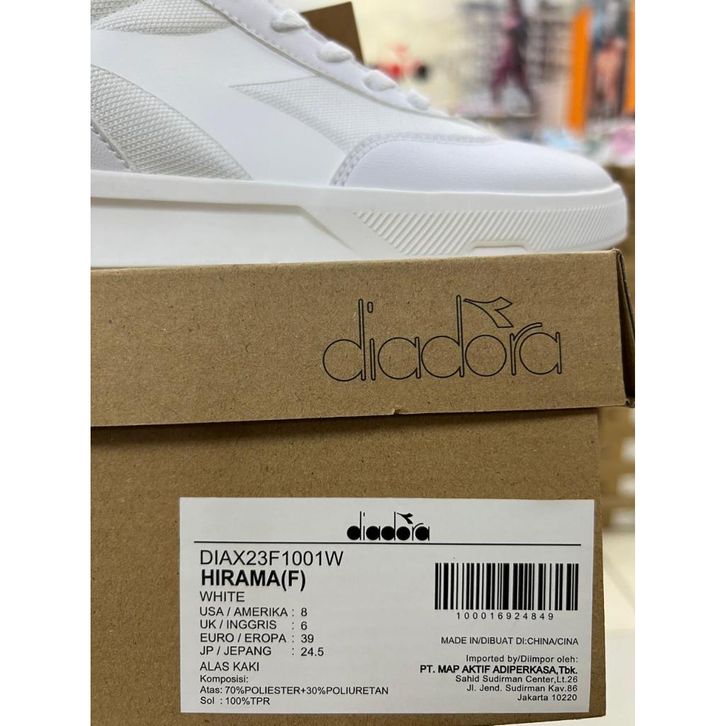 diadora
diadora
DIAX23F1001W
HIRAMA(F)
WHITE
USA / AMERIKA : 8
UK / INGGRIS : 6
EURO / EROPA : 39
JP / JEPANG : 24.5
ALAS KAKI
Komposisi:
Atas: 70%POLIESTER+30%POLIURETAN
Sol : 100%TPR
100016924849
MADE IN/DIBUAT DI:CHINA/CINA
Imported by/Diimpor oleh:
PT. MAP AKTIF ADIPERKASA,Tbk.
Sahid Sudirman Center,Lt.26
Jl. Jend. Sudirman Kav.86
Jakarta 10220